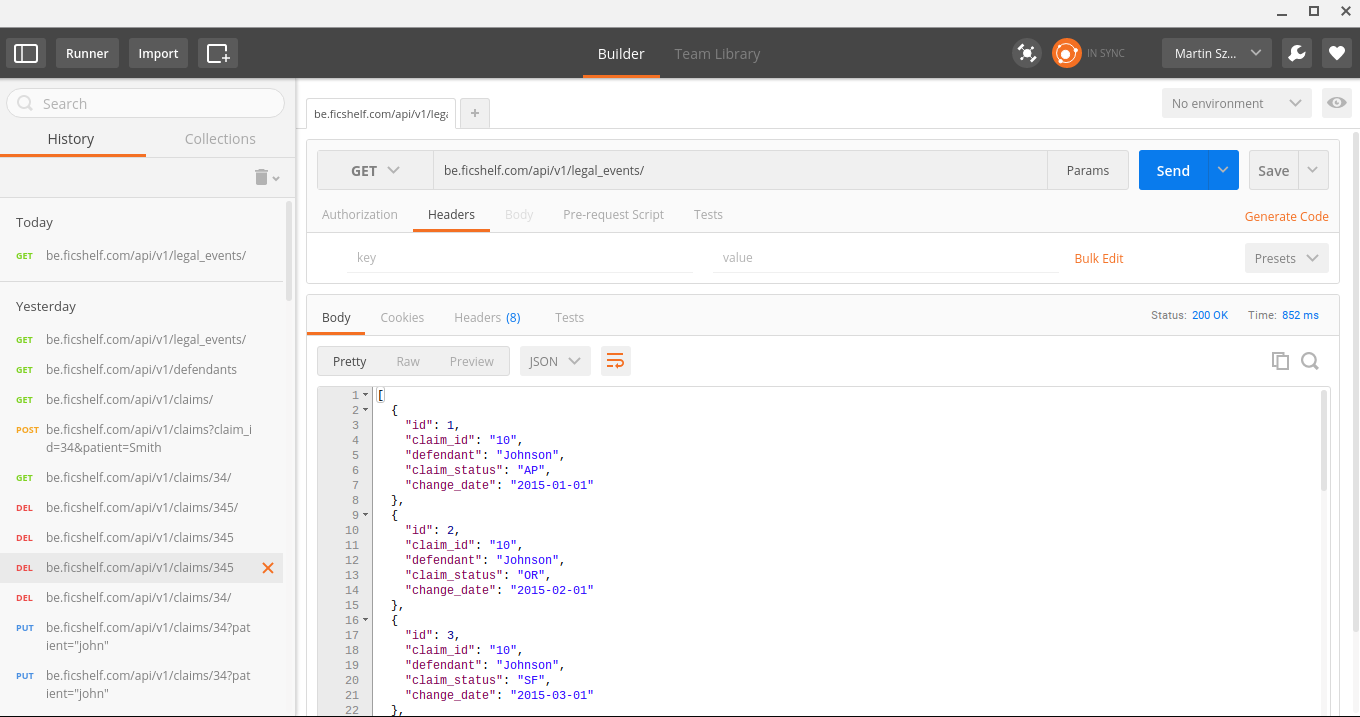 Runner
Import
Builder
Team Library
IN SYNC
Martin Sz...
Search
History
Collections
Today
GET be.ficshelf.com/api/v1/legal_events/
Yesterday
GET be.ficshelf.com/api/v1/legal_events/
GET be.ficshelf.com/api/v1/defendants
GET be.ficshelf.com/api/v1/claims/
POST be.ficshelf.com/api/v1/claims?claim_i
d=34&patient=Smith
GET be.ficshelf.com/api/v1/claims/34/
DEL be.ficshelf.com/api/v1/claims/345/
DEL be.ficshelf.com/api/v1/claims/345
DEL be.ficshelf.com/api/v1/claims/345
DEL be.ficshelf.com/api/v1/claims/34/
PUT be.ficshelf.com/api/v1/claims/34?pat
ient="john"
PUT be.ficshelf.com/api/v1/claims/34?pat
ient="john"
be.ficshelf.com/api/v1/lega
+
No environment
GET be.ficshelf.com/api/v1/legal_events/ Params Send Save
Authorization Headers Body Pre-request Script Tests Generate Code
key value Bulk Edit Presets
Body Cookies Headers (8) Tests Status: 200 OK Time: 852 ms
Pretty Raw Preview JSON
1 [
2 {
3 "id": 1,
4 "claim_id": "10",
5 "defendant": "Johnson",
6 "claim_status": "AP",
7 "change_date": "2015-01-01"
8 },
9 {
10 "id": 2,
11 "claim_id": "10",
12 "defendant": "Johnson",
13 "claim_status": "OR",
14 "change_date": "2015-02-01"
15 },
16 {
17 "id": 3,
18 "claim_id": "10",
19 "defendant": "Johnson",
20 "claim_status": "SF",
21 "change_date": "2015-03-01"
22 },